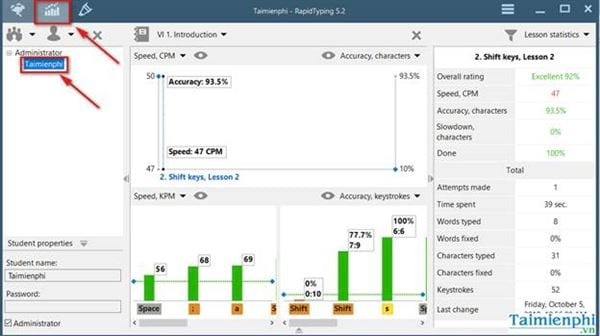 Taimienphi - RapidTyping 5.2
VI 1. Introduction
Lesson statistics
Administrator
Taimienphi
Speed, CPM
Accuracy, characters
50
93.5%
Accuracy: 93.5%
Speed: 47 CPM
47
10%
2. Shift keys, Lesson 2
Speed, KPM
Accuracy, keystrokes
56
68
69
Space
;
a
0%
0:10
77.7%
7:9
100%
6:6
Shift
Shift
s
Space
Student properties
Student name:
Taimienphi
Password:
Administrator
2. Shift keys, Lesson 2
Overall rating Excellent 92%
Speed, CPM 47
Accuracy, characters 93.5%
Slowdown, characters 0%
Done 100%
Total
Attempts made 1
Time spent 39 sec.
Words typed 8
Words fixed 0%
Characters typed 31
Characters fixed 0%
Keystrokes 52
Last change Friday, October 5,
Taimienphi
.vn